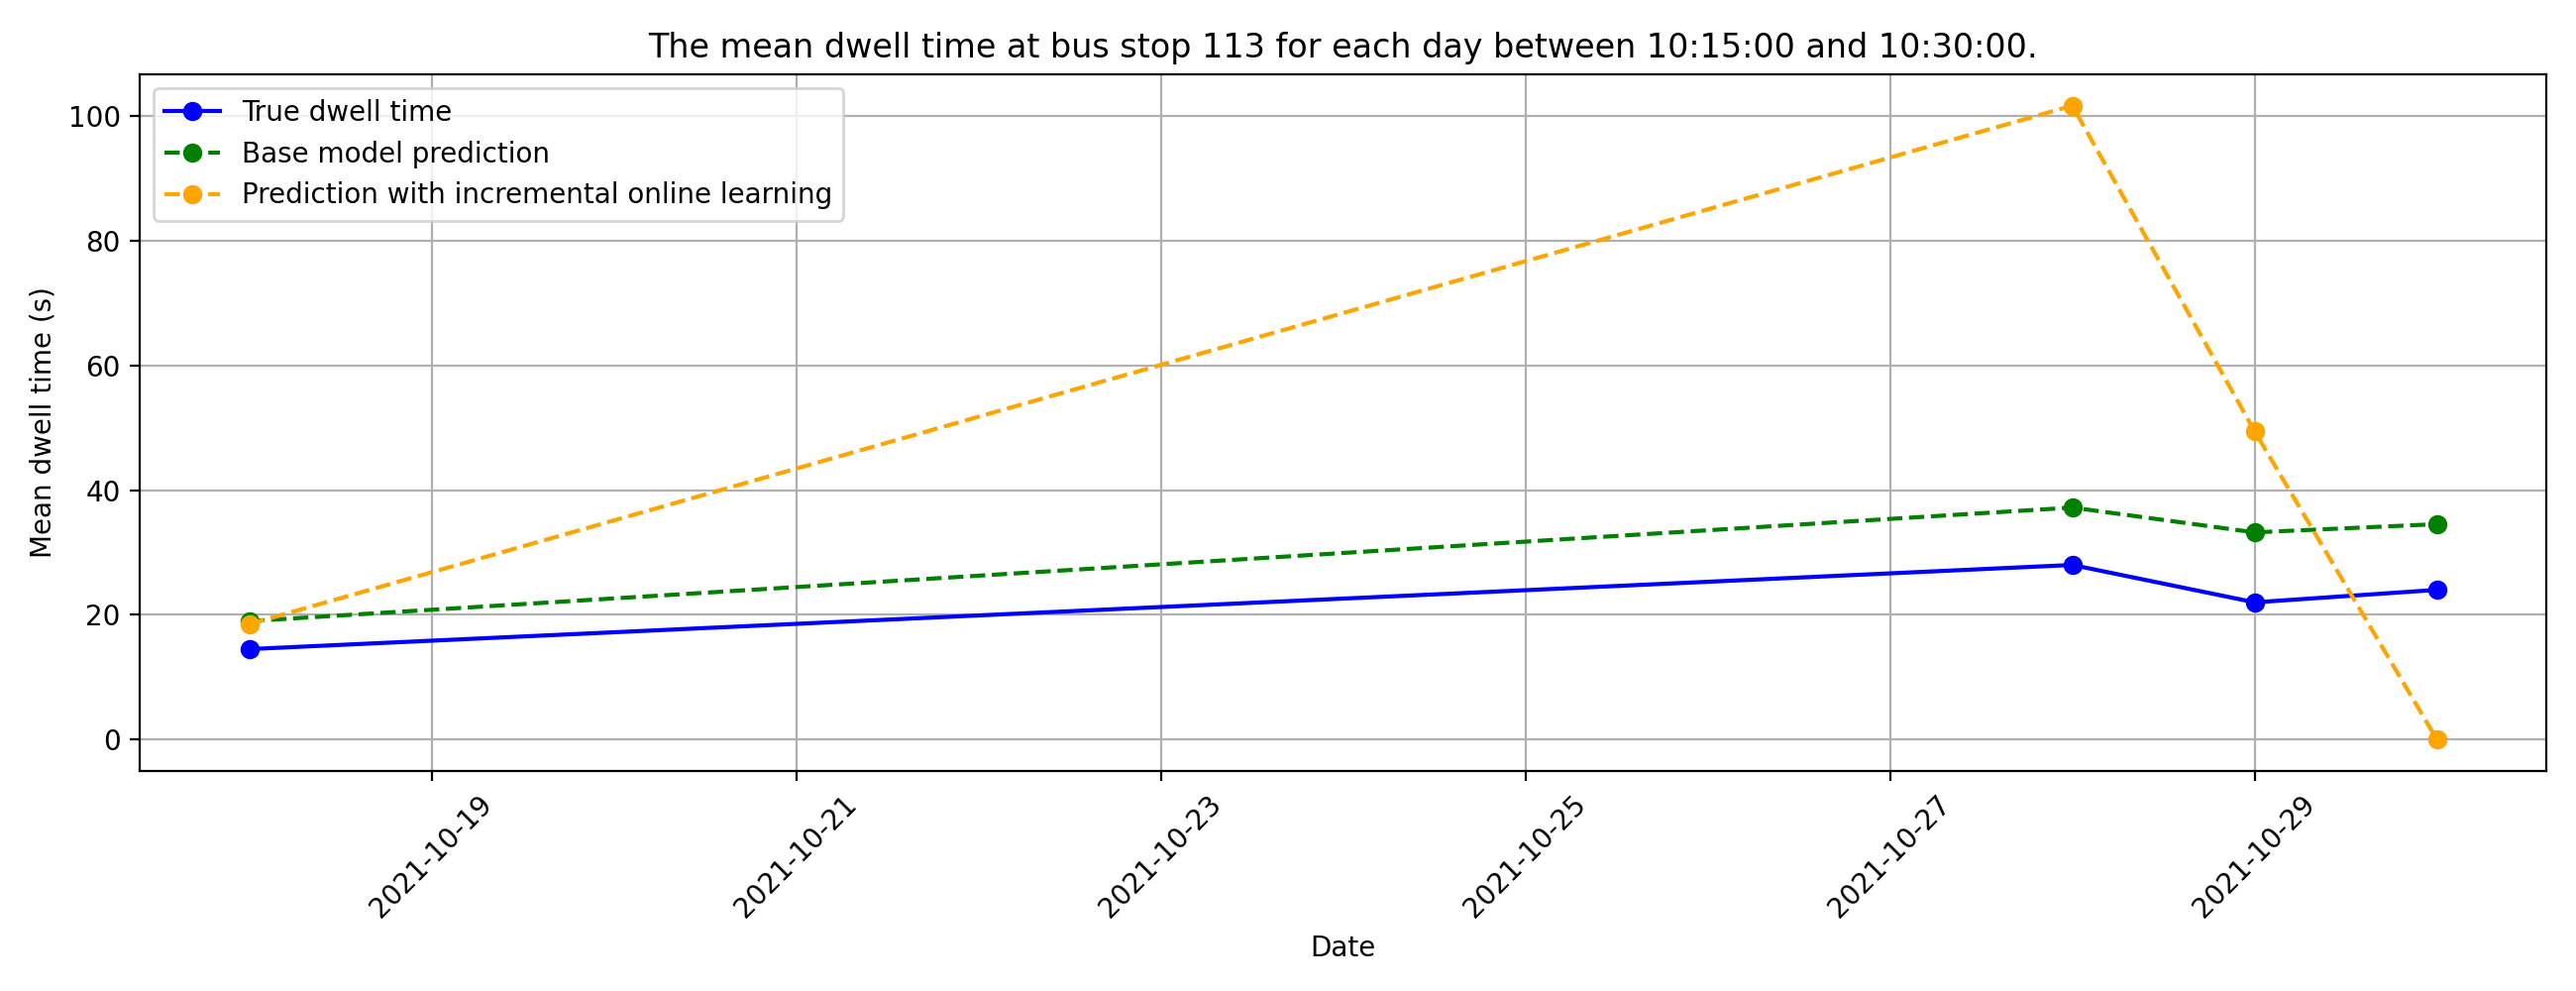 The mean dwell time at bus stop 113 for each day between 10:15:00 and 10:30:00.
True dwell time
Base model prediction
Prediction with incremental online learning
Mean dwell time (s)
100
80
60
40
20
0
2021-10-19
2021-10-21
2021-10-23
2021-10-25
2021-10-27
2021-10-29
Date